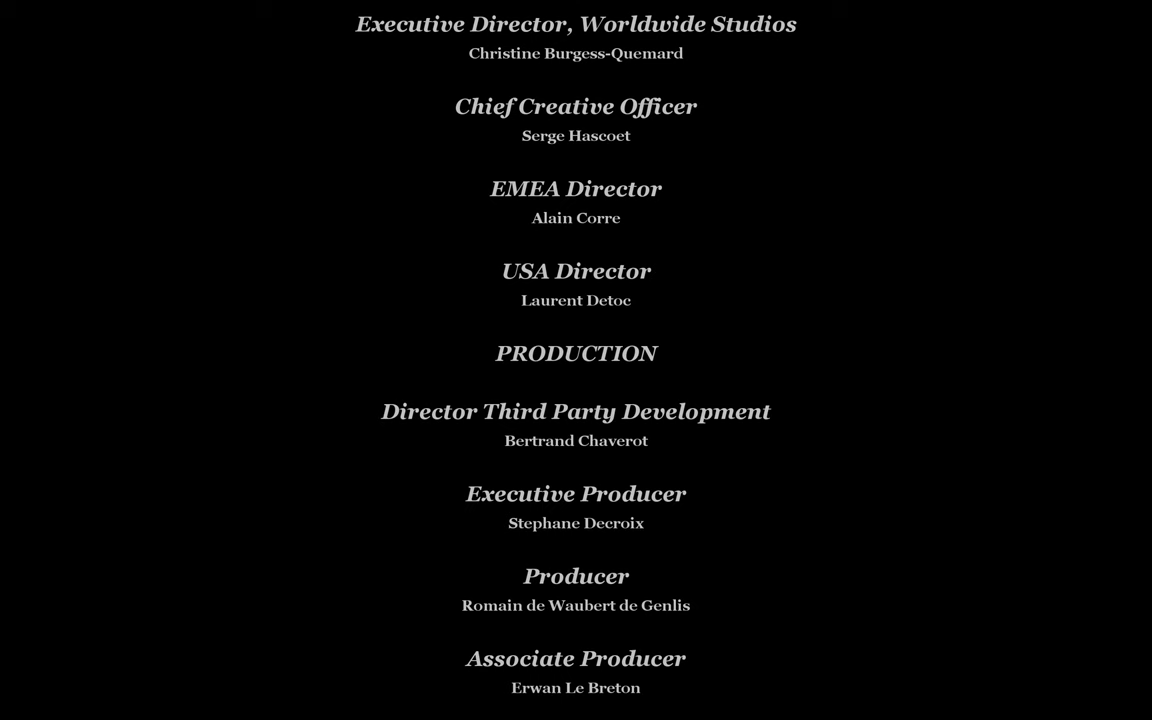 Executive Director, Worldwide Studios
Christine Burgess-Quemard
Chief Creative Officer
Serge Hascoet
EMEA Director
Alain Corre
USA Director
Laurent Detoc
PRODUCTION
Director Third Party Development
Bertrand Chaverot
Executive Producer
Stephane Decroix
Producer
Romain de Waubert de Genlis
Associate Producer
Erwan Le Breton